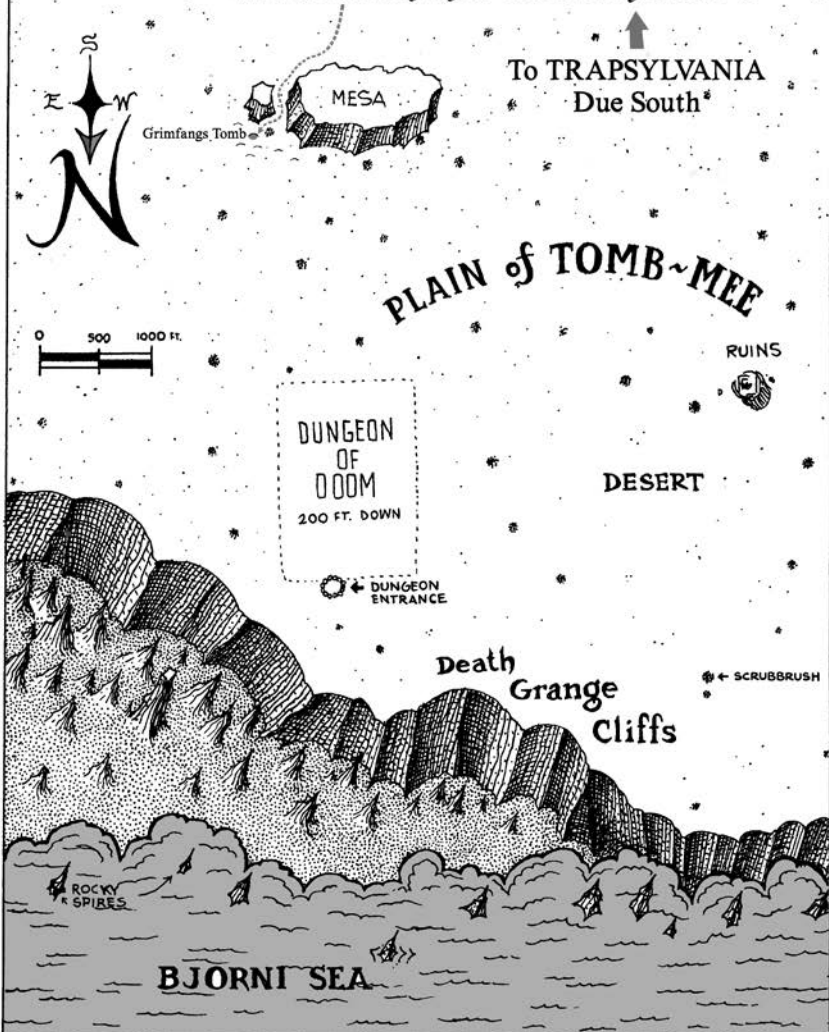 S
E W
N
MESA
Grimfangs Tomb
To TRAPSYLVANIA
Due South
PLAIN of TOMB~MEE
0 500 1000 FT.
RUINS
DUNGEON
OF
DOOM
200 FT. DOWN
DESERT
DUNGEON
ENTRANCE
Death
Grange
Cliffs
SCRUBBRUSH
ROCKY
SPIRES
BJORNI SEA